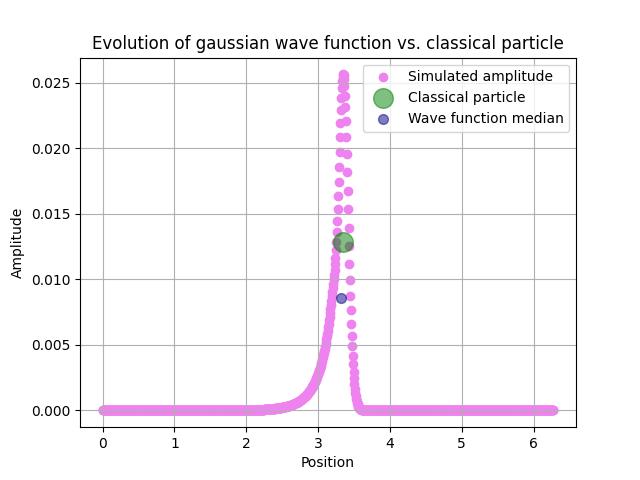 Evolution of gaussian wave function vs. classical particle
Simulated amplitude
Classical particle
Wave function median
Amplitude
0.025
0.020
0.015
0.010
0.005
0.000
0 1 2 3 4 5 6
Position